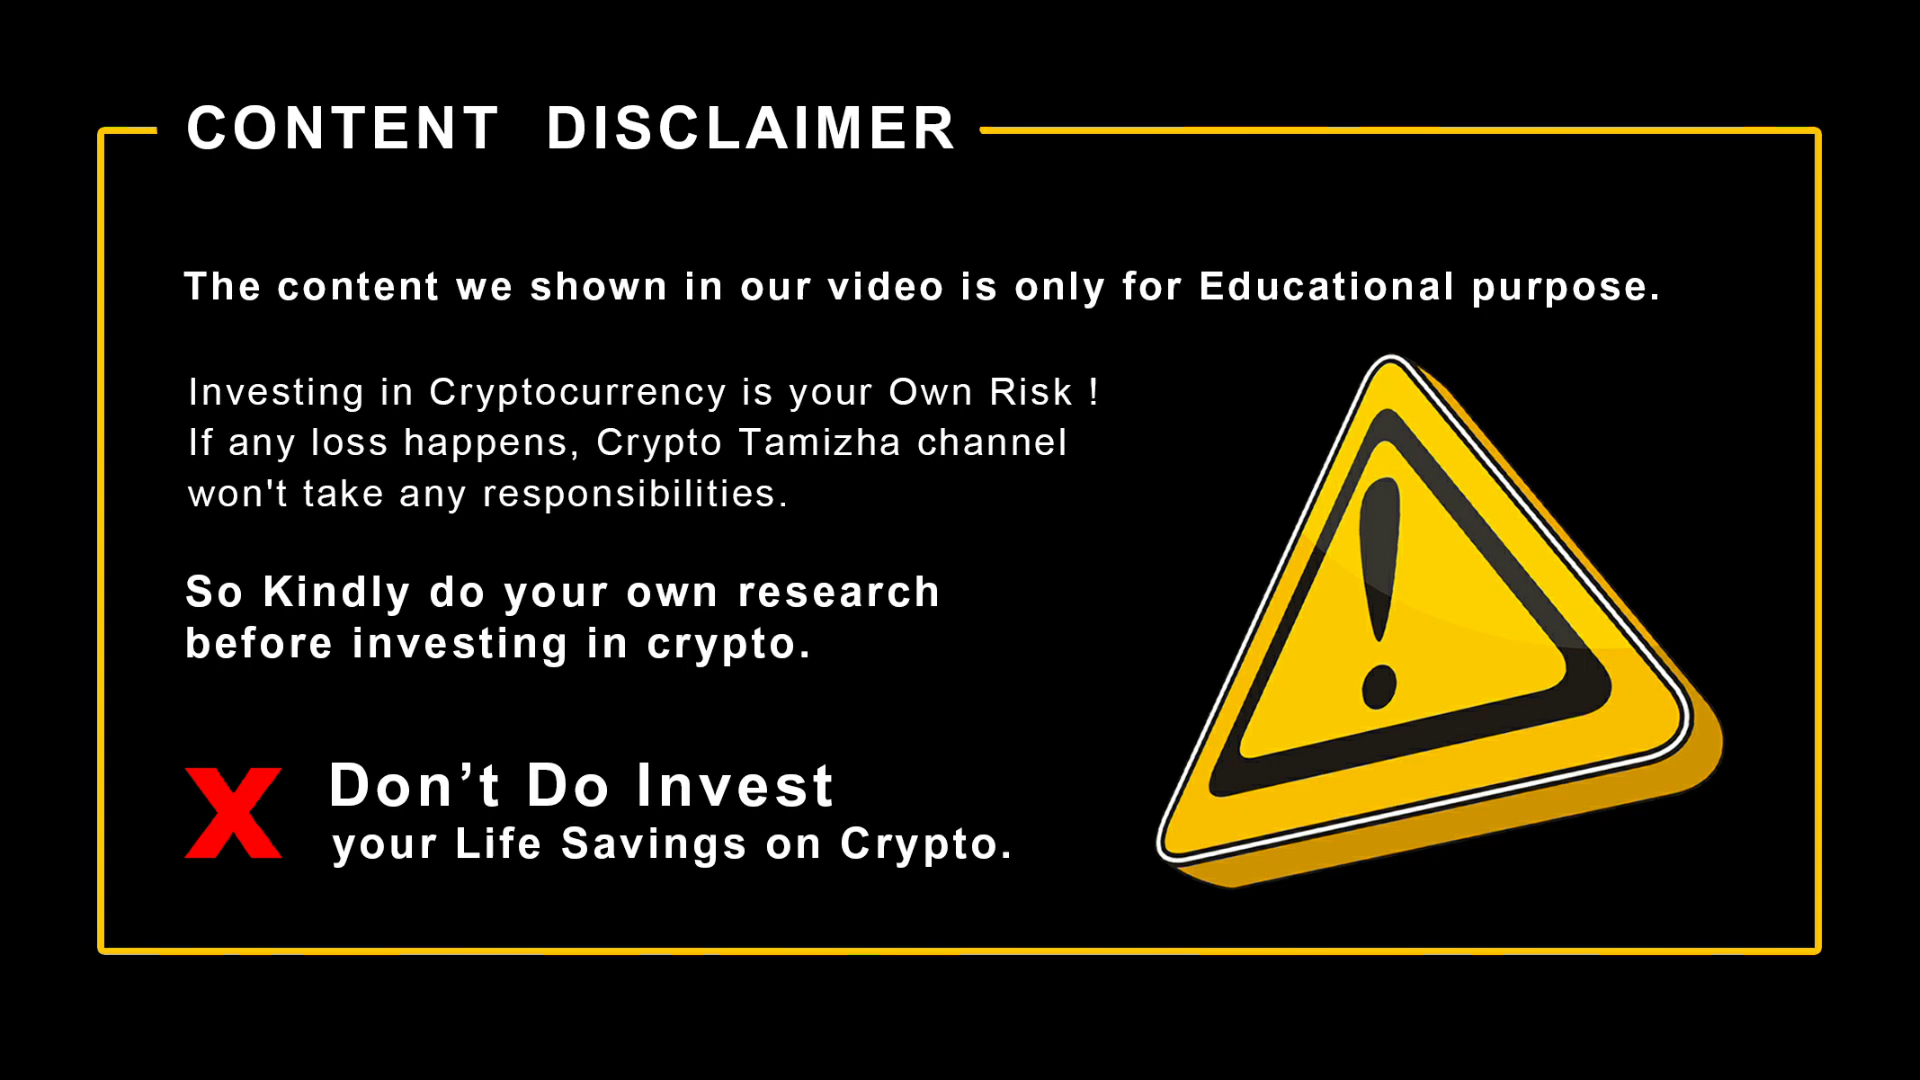 CONTENT DISCLAIMER
The content we shown in our video is only for Educational purpose.
Investing in Cryptocurrency is your Own Risk !
If any loss happens, Crypto Tamizha channel
won't take any responsibilities.
So Kindly do your own research
before investing in crypto.
X Don’t Do Invest
your Life Savings on Crypto.